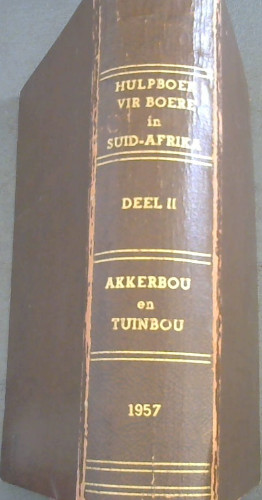 HULPBOEK
VIR BOERE
in
SUID-AFRIKA
DEEL II
AKKERBOU
en
TUINBOU
1957